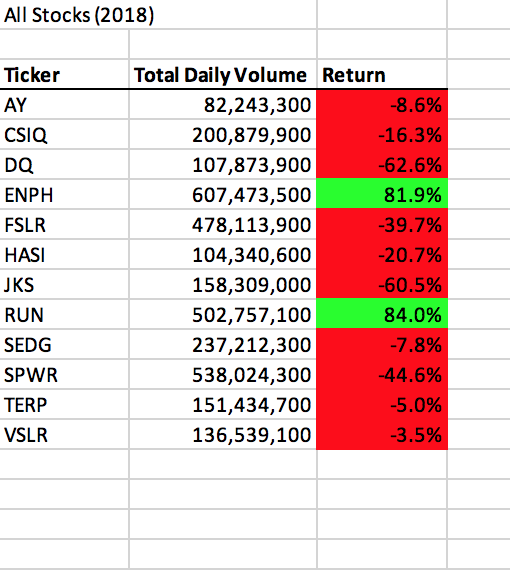 All Stocks (2018)
Ticker Total Daily Volume Return
AY 82,243,300 -8.6%
CSIQ 200,879,900 -16.3%
DQ 107,873,900 -62.6%
ENPH 607,473,500 81.9%
FSLR 478,113,900 -39.7%
HASI 104,340,600 -20.7%
JKS 158,309,000 -60.5%
RUN 502,757,100 84.0%
SEDG 237,212,300 -7.8%
SPWR 538,024,300 -44.6%
TERP 151,434,700 -5.0%
VSLR 136,539,100 -3.5%